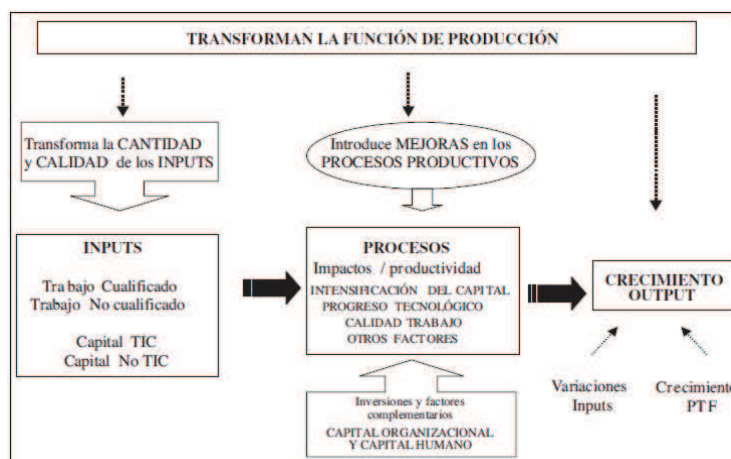 TRANSFORMAN LA FUNCIÓN DE PRODUCCIÓN
Transforma la CANTIDAD
y CALIDAD de los INPUTS
Introduce MEJORAS en los
PROCESOS PRODUCTIVOS
INPUTS
Trabajo Cualificado
Trabajo No cualificado
Capital TIC
Capital No TIC
PROCESOS
Impactos / productividad
INTENSIFICACIÓN DEL CAPITAL
PROGRESO TECNOLÓGICO
CALIDAD TRABAJO
OTROS FACTORES
CRECIMIENTO
OUTPUT
Variaciones
Inputs
Crecimiento
PTF
Inversiones y factores
complementarios
CAPITAL ORGANIZACIONAL
Y CAPITAL HUMANO